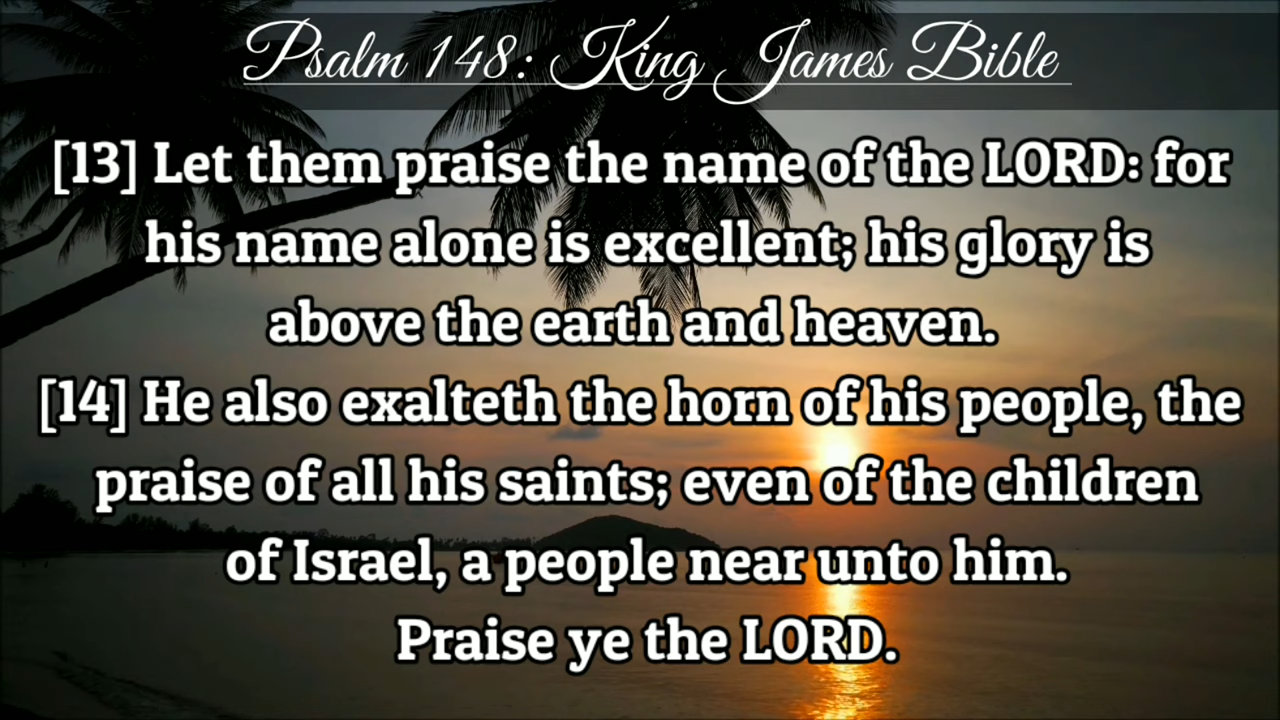 Psalm 148: King James Bible
[13] Let them praise the name of the LORD: for
his name alone is excellent; his glory is
above the earth and heaven.
[14] He also exalteth the horn of his people, the
praise of all his saints; even of the children
of Israel, a people near unto him.
Praise ye the LORD.